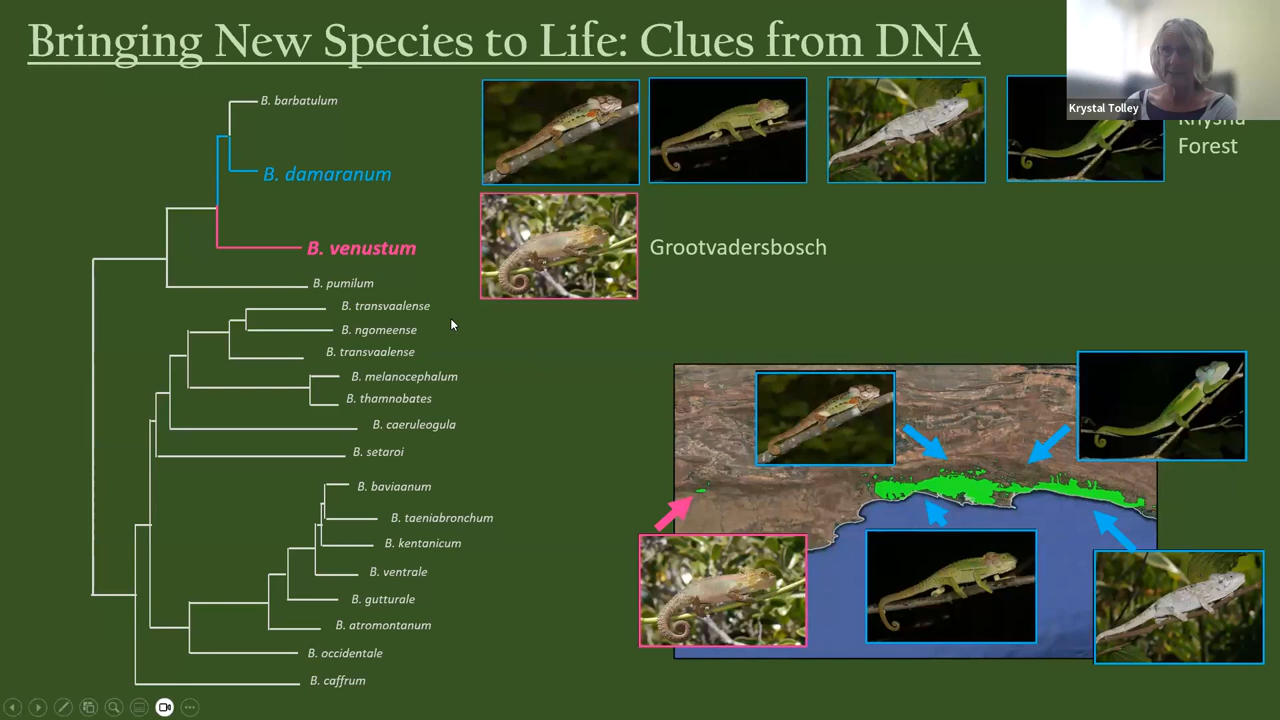 Bringing New Species to Life: Clues from DNA
Krystal Tolley
Knysna
Forest
B. barbatulum
B. damaranum
B. venustum
Grootvadersbosch
B. pumilum
B. transvaalense
B. ngomeense
B. transvaalense
B. melanocephalum
B. thamnobates
B. caeruleogula
B. setaroi
B. baviaanum
B. taeniabronchum
B. kentanicum
B. ventrale
B. gutturale
B. atromontanum
B. occidentale
B. caffrum